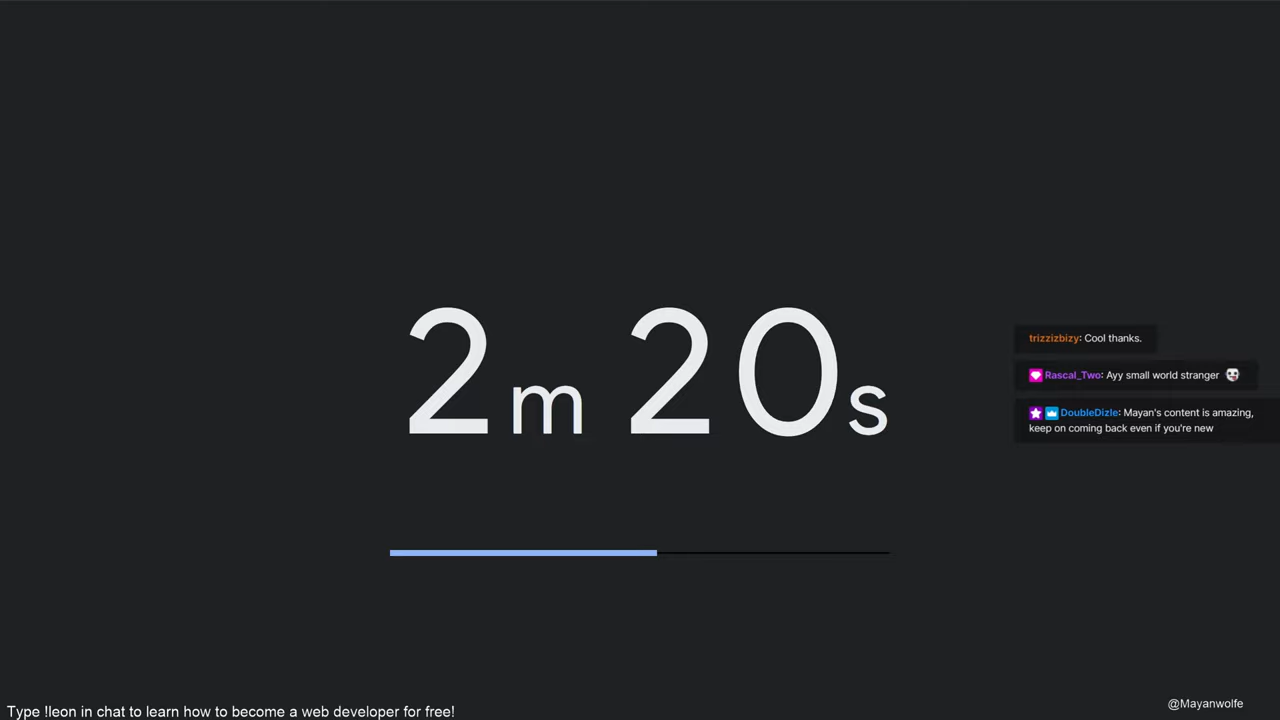 2m 20s
trizzizbizy: Cool thanks.
Rascal_Two: Ayy small world stranger
DoubleDizle: Mayan's content is amazing,
keep on coming back even if you're new
@Mayanwolfe
Type !leon in chat to learn how to become a web developer for free!